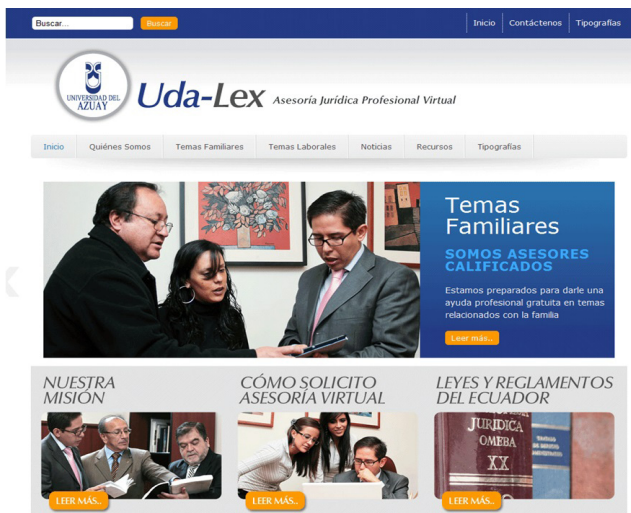 Buscar...
Buscar
Inicio
Contáctenos
Tipografías
UNIVERSIDAD DEL
AZUAY
Uda-Lex Asesoría Jurídica Profesional Virtual
Inicio
Quiénes Somos
Temas Familiares
Temas Laborales
Noticias
Recursos
Tipografías
Temas
Familiares
SOMOS ASESORES
CALIFICADOS
Estamos preparados para darle una
ayuda profesional gratuita en temas
relacionados con la familia
Leer más..
NUESTRA
MISIÓN
LEER MÁS..
CÓMO SOLICITO
ASESORÍA VIRTUAL
LEER MÁS..
LEYES Y REGLAMENTOS
DEL ECUADOR
JURIDICA
OMEBA
XX
LEER MÁS..